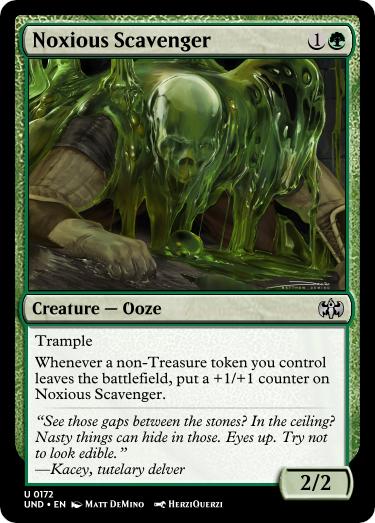 Noxious Scavenger 1
MATTHEW DEMINO
Creature — Ooze
Trample
Whenever a non-Treasure token you control
leaves the battlefield, put a +1/+1 counter on
Noxious Scavenger.
“See those gaps between the stones? In the ceiling?
Nasty things can hide in those. Eyes up. Try not
to look edible.”
—Kacey, tutelary delver
2/2
U 0172
UND • EN MATT DEMINO HERZIQUERZI